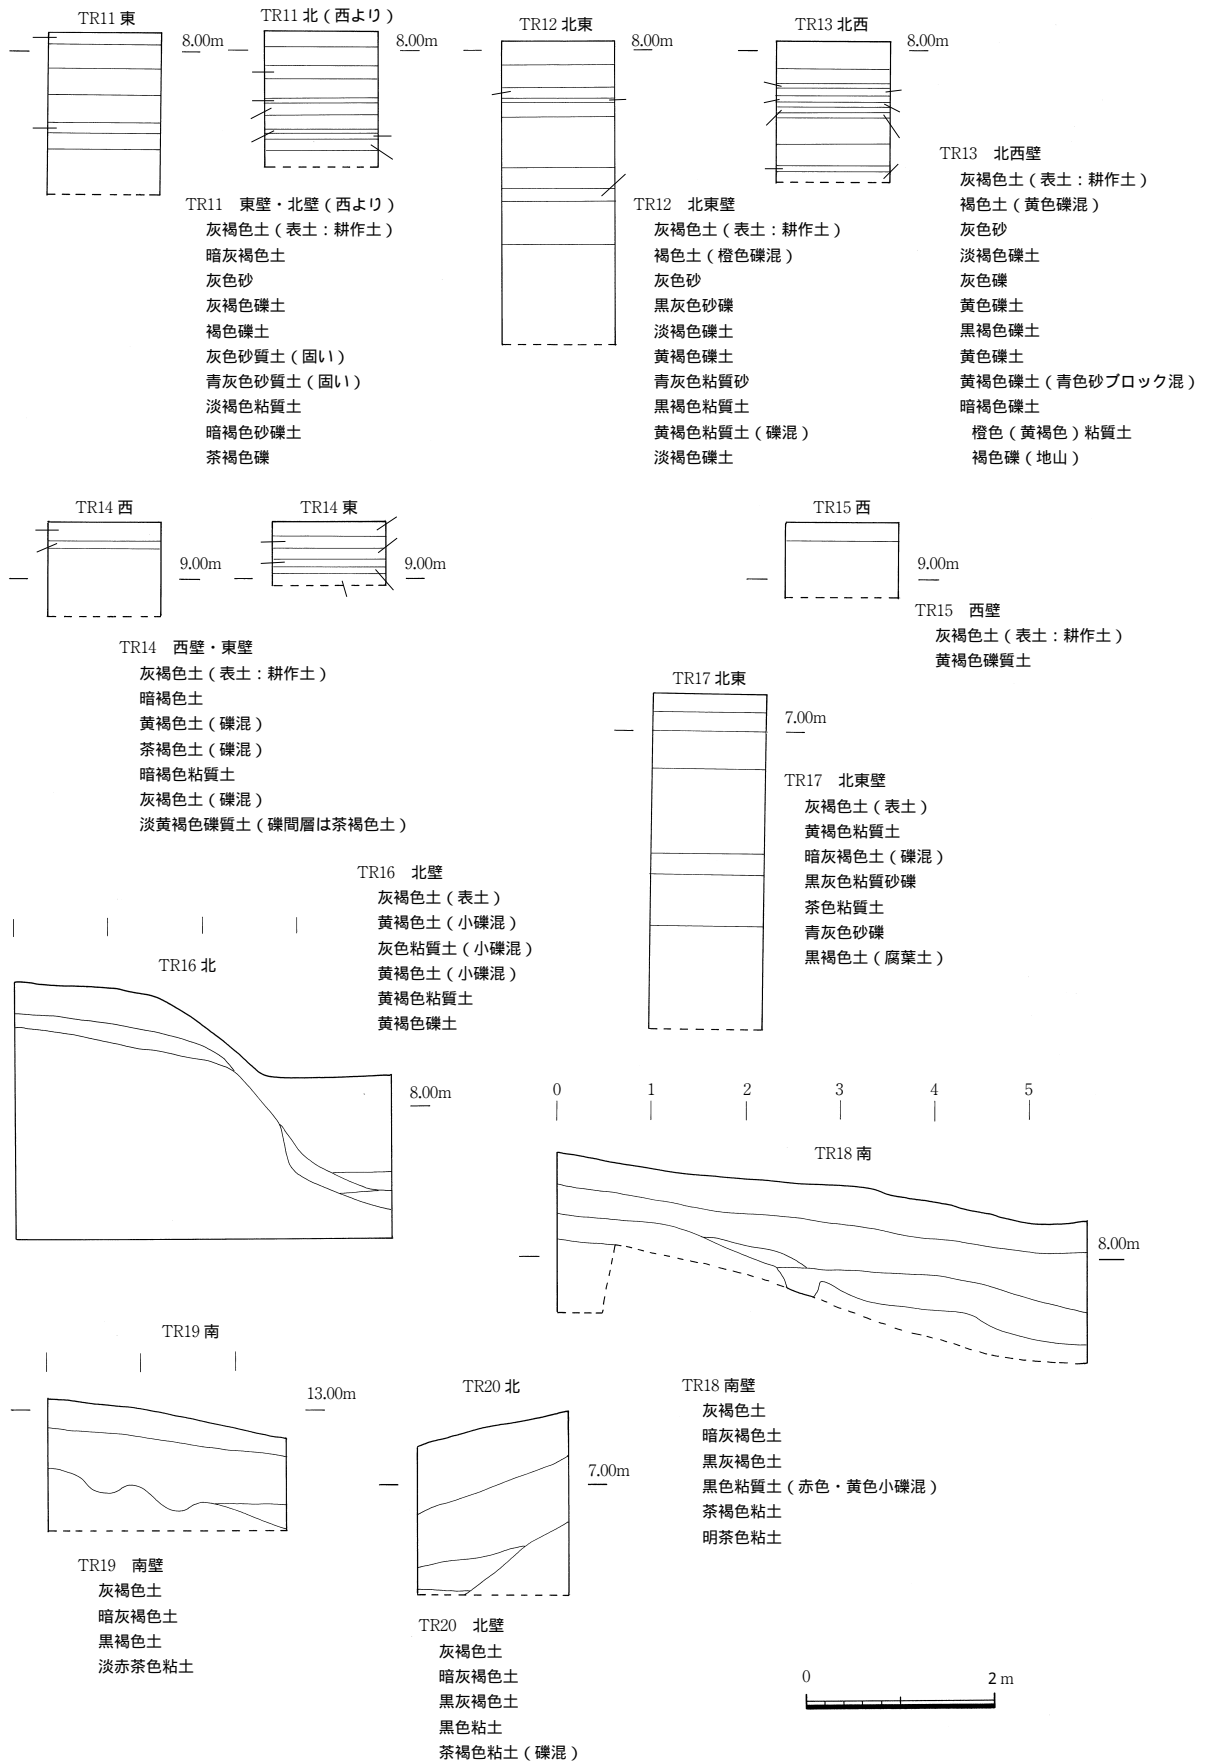 TR11 東
8.00m
TR11 北（西より）
8.00m
TR12 北東
8.00m
TR13 北西
8.00m
TR11　東壁・北壁（西より）
灰褐色土（表土：耕作土）
暗灰褐色土
灰色砂
灰褐色礫土
褐色礫土
灰色砂質土（固い）
青灰色砂質土（固い）
淡褐色粘質土
暗褐色砂礫土
茶褐色礫
TR12　北東壁
灰褐色土（表土：耕作土）
褐色土（橙色礫混）
灰色砂
黒灰色砂礫
淡褐色礫土
黄褐色礫土
青灰色粘質砂
黒褐色粘質土
黄褐色粘質土（礫混）
淡褐色礫土
TR13　北西壁
灰褐色土（表土：耕作土）
褐色土（黄色礫混）
灰色砂
淡褐色礫土
灰色礫
黄色礫土
黒褐色礫土
黄色礫土
黄褐色礫土（青色砂ブロック混）
暗褐色礫土
橙色（黄褐色）粘質土
褐色礫（地山）
TR14 西
9.00m
TR14 東
9.00m
TR15 西
9.00m
TR14　西壁・東壁
灰褐色土（表土：耕作土）
暗褐色土
黄褐色土（礫混）
茶褐色土（礫混）
暗褐色粘質土
灰褐色土（礫混）
淡黄褐色礫質土（礫間層は茶褐色土）
TR15　西壁
灰褐色土（表土：耕作土）
黄褐色礫質土
TR17 北東
7.00m
TR17　北東壁
灰褐色土（表土）
黄褐色粘質土
暗灰褐色土（礫混）
黒灰色粘質砂礫
茶色粘質土
青灰色砂礫
黒褐色土（腐葉土）
TR16　北壁
灰褐色土（表土）
黄褐色土（小礫混）
灰色粘質土（小礫混）
黄褐色土（小礫混）
黄褐色粘質土
黄褐色礫土
TR16 北
8.00m
0 1 2 3 4 5
TR18 南
8.00m
TR19 南
13.00m
TR20 北
7.00m
TR18 南壁
灰褐色土
暗灰褐色土
黒灰褐色土
黒色粘質土（赤色・黄色小礫混）
茶褐色粘土
明茶色粘土
TR19　南壁
灰褐色土
暗灰褐色土
黒褐色土
淡赤茶色粘土
TR20　北壁
灰褐色土
暗灰褐色土
黒灰褐色土
黒色粘土
茶褐色粘土（礫混）
0 2 m